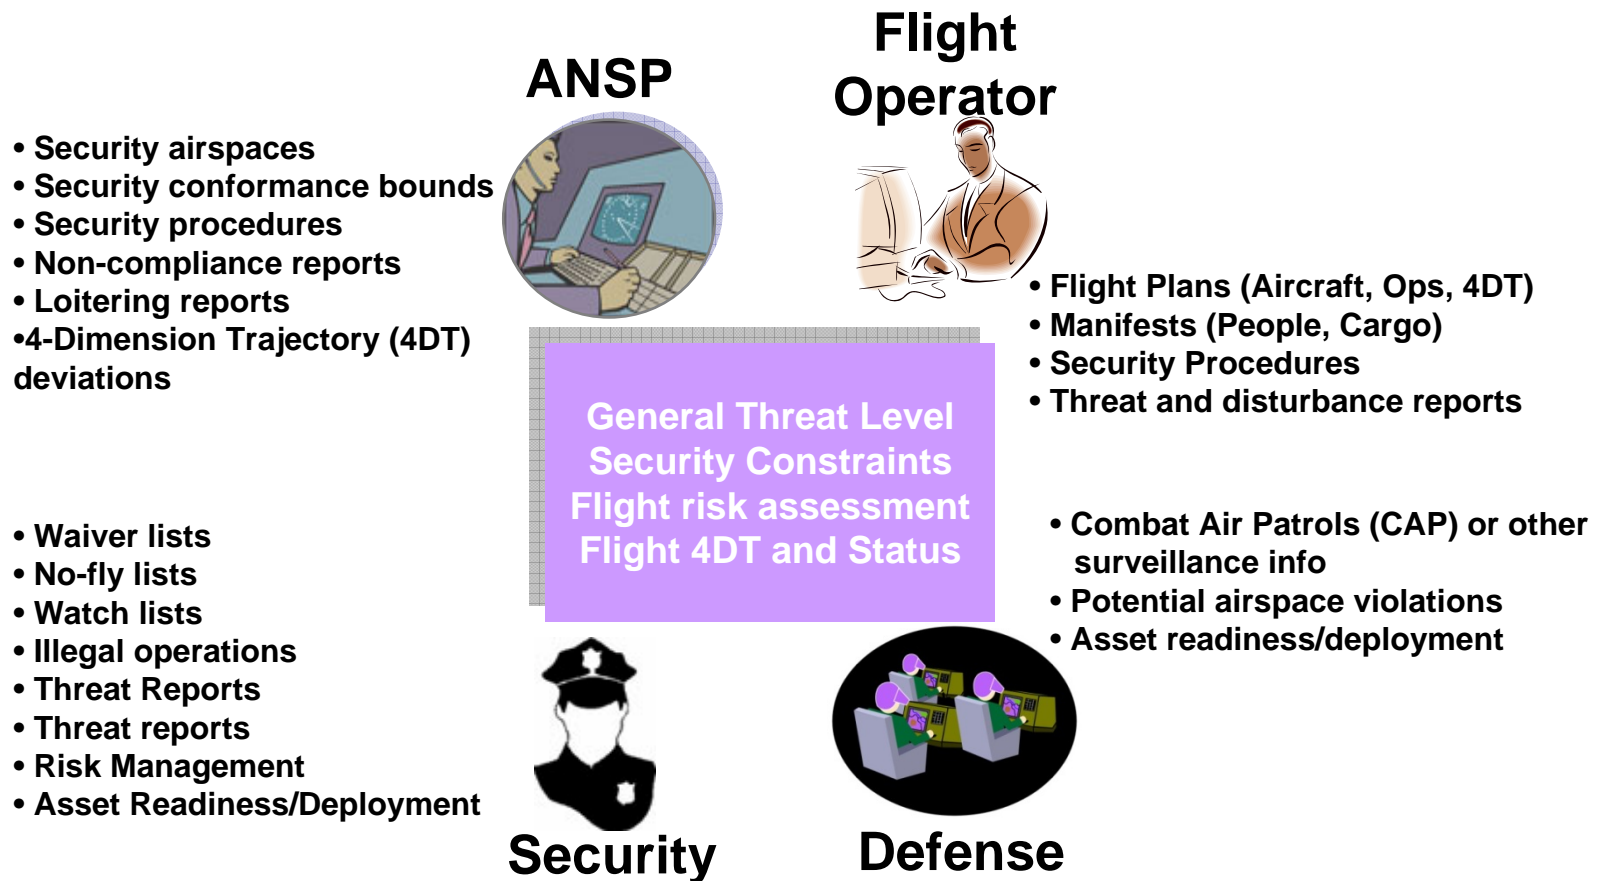 ANSP
Flight
Operator
• Security airspaces
• Security conformance bounds
• Security procedures
• Non-compliance reports
• Loitering reports
•4-Dimension Trajectory (4DT)
deviations
• Flight Plans (Aircraft, Ops, 4DT)
• Manifests (People, Cargo)
• Security Procedures
• Threat and disturbance reports
General Threat Level
Security Constraints
Flight risk assessment
Flight 4DT and Status
• Waiver lists
• No-fly lists
• Watch lists
• Illegal operations
• Threat Reports
• Threat reports
• Risk Management
• Asset Readiness/Deployment
• Combat Air Patrols (CAP) or other
surveillance info
• Potential airspace violations
• Asset readiness/deployment
Security
Defense